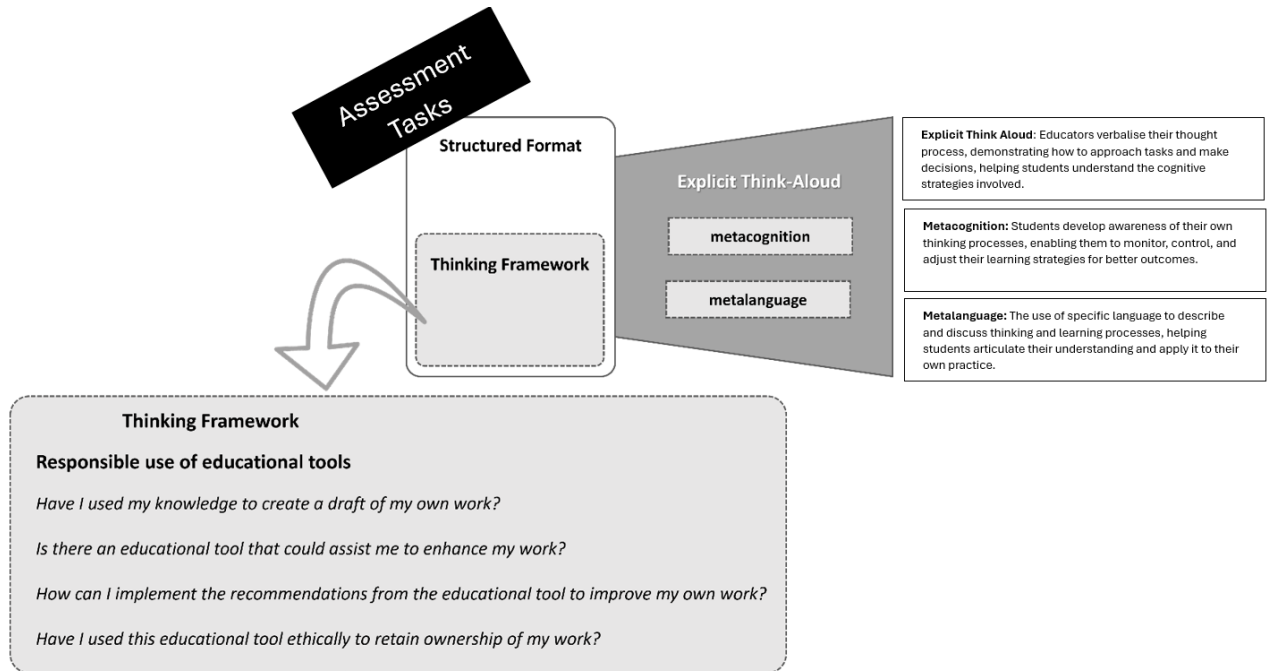 Assessment
Tasks
Structured Format
Thinking Framework
Explicit Think-Aloud
metacognition
metalanguage
Explicit Think Aloud: Educators verbalise their thought
process, demonstrating how to approach tasks and make
decisions, helping students understand the cognitive
strategies involved.
Metacognition: Students develop awareness of their own
thinking processes, enabling them to monitor, control, and
adjust their learning strategies for better outcomes.
Metalanguage: The use of specific language to describe
and discuss thinking and learning processes, helping
students articulate their understanding and apply it to their
own practice.
Thinking Framework
Responsible use of educational tools
Have I used my knowledge to create a draft of my own work?
Is there an educational tool that could assist me to enhance my work?
How can I implement the recommendations from the educational tool to improve my own work?
Have I used this educational tool ethically to retain ownership of my work?